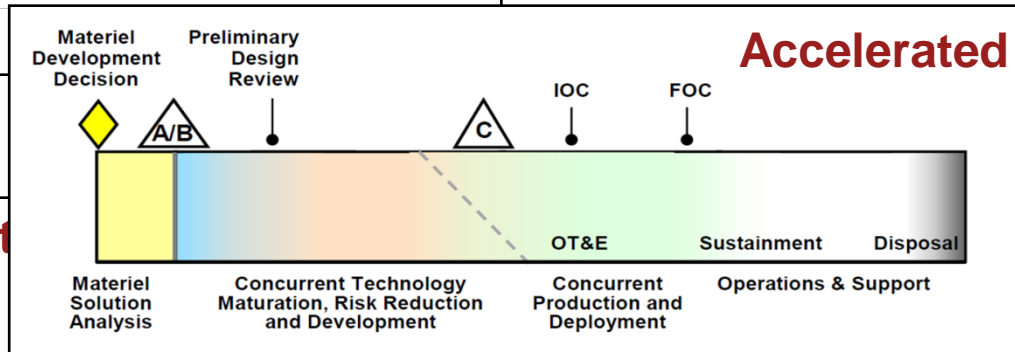 Accelerated
Materiel
Development
Decision
Preliminary
Design
Review
IOC
FOC
A/B
C
OT&E
Sustainment
Disposal
Materiel
Solution
Analysis
Concurrent Technology
Maturation, Risk Reduction
and Development
Concurrent
Production and
Deployment
Operations & Support